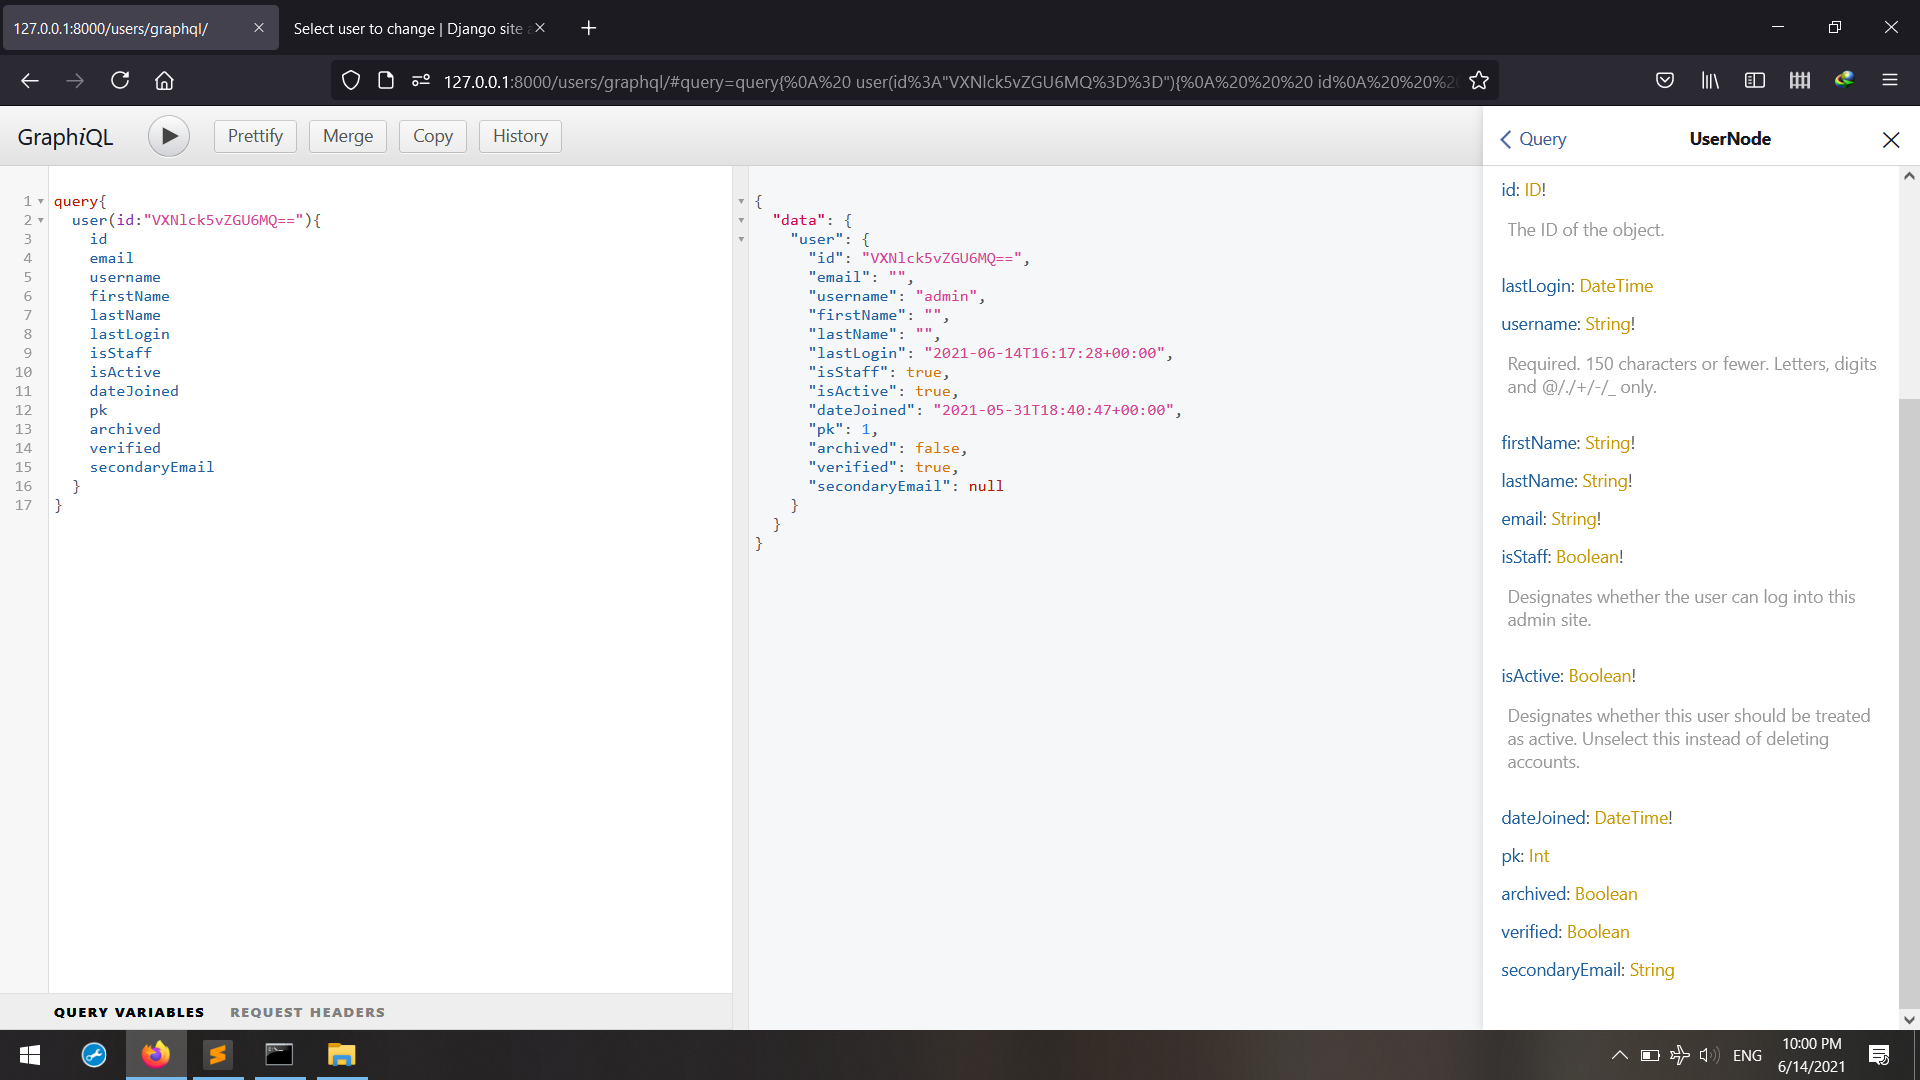 127.0.0.1:8000/users/graphql/
Select user to change | Django site a
127.0.0.1:8000/users/graphql/#query=query{%0A%20 user(id%3A"VXNlck5vZGU6MQ%3D%3D"){%0A%20%20%20 id%0A%20%20%20
GraphiQL
Prettify
Merge
Copy
History
1 query{
2 user(id:"VXNlck5vZGU6MQ=="){
3 id
4 email
5 username
6 firstName
7 lastName
8 lastLogin
9 isStaff
10 isActive
11 dateJoined
12 pk
13 archived
14 verified
15 secondaryEmail
16 }
17 }
QUERY VARIABLES
REQUEST HEADERS
{
"data": {
"user": {
"id": "VXNlck5vZGU6MQ==",
"email": "",
"username": "admin",
"firstName": "",
"lastName": "",
"lastLogin": "2021-06-14T16:17:28+00:00",
"isStaff": true,
"isActive": true,
"dateJoined": "2021-05-31T18:40:47+00:00",
"pk": 1,
"archived": false,
"verified": true,
"secondaryEmail": null
}
}
}
Query
UserNode
id: ID!
The ID of the object.
lastLogin: DateTime
username: String!
Required. 150 characters or fewer. Letters, digits
and @/./+/-/_ only.
firstName: String!
lastName: String!
email: String!
isStaff: Boolean!
Designates whether the user can log into this
admin site.
isActive: Boolean!
Designates whether this user should be treated
as active. Unselect this instead of deleting
accounts.
dateJoined: DateTime!
pk: Int
archived: Boolean
verified: Boolean
secondaryEmail: String
ENG
10:00 PM
6/14/2021